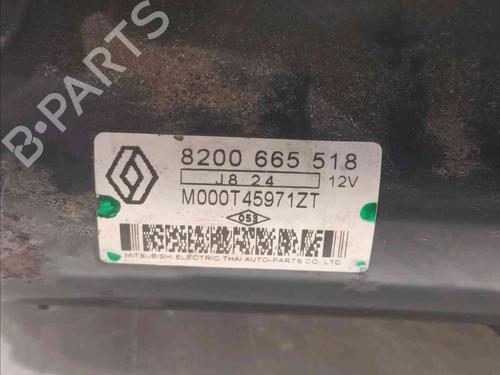 B-PARTS
8200 665 518
J8 24 12V
M000T45971ZT
053
MITSUBISHI ELECTRIC THAI AUTO-PARTS CO., LTD